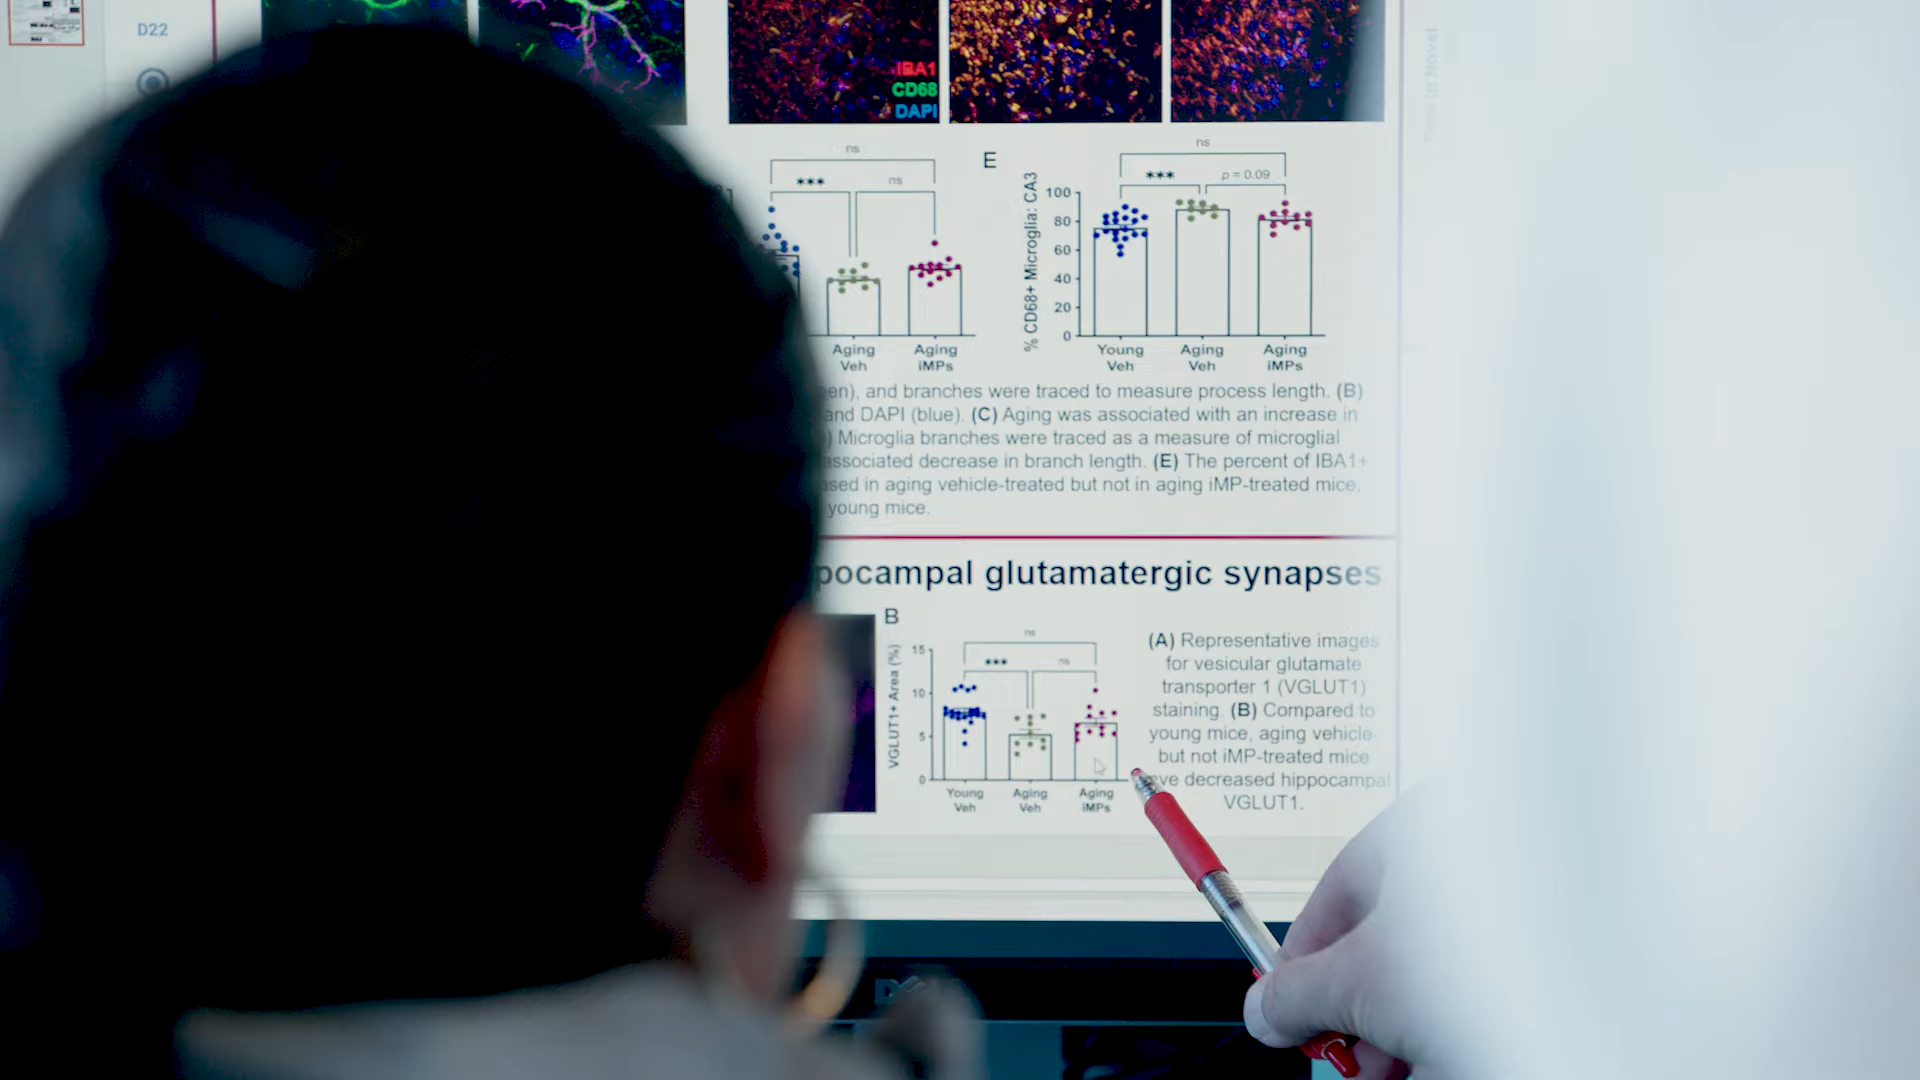 D22
IBA1
CD68
DAPI
ns
*** ns
Aging Aging
Veh iMPs
E
ns
*** p = 0.09
% CD68+ Microglia: CA3
100
80
60
40
20
0
Young Aging Aging
Veh Veh iMPs
en), and branches were traced to measure process length. (B)
and DAPI (blue). (C) Aging was associated with an increase in
) Microglia branches were traced as a measure of microglial
associated decrease in branch length. (E) The percent of IBA1+
sed in aging vehicle-treated but not in aging iMP-treated mice,
young mice.
pocampal glutamatergic synapses
B
ns
*** ns
VGLUT1+ Area (%)
15
10
5
0
Young Aging Aging
Veh Veh iMPs
(A) Representative images
for vesicular glutamate
transporter 1 (VGLUT1)
staining. (B) Compared to
young mice, aging vehicle-
but not iMP-treated mice
ve decreased hippocampal
VGLUT1.